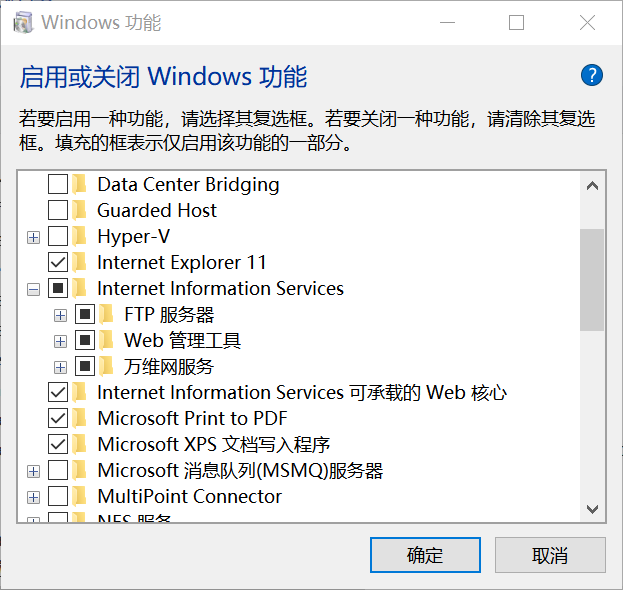 Windows 功能
启用或关闭 Windows 功能
?
若要启用一种功能，请选择其复选框。若要关闭一种功能，请清除其复选
框。填充的框表示仅启用该功能的一部分。
Data Center Bridging
Guarded Host
Hyper-V
Internet Explorer 11
Internet Information Services
FTP 服务器
Web 管理工具
万维网服务
Internet Information Services 可承载的 Web 核心
Microsoft Print to PDF
Microsoft XPS 文档写入程序
Microsoft 消息队列(MSMQ)服务器
MultiPoint Connector
NFS 服务
确定
取消